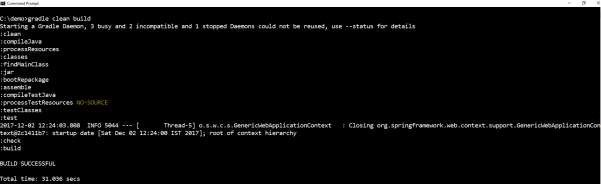 Command Prompt
C:\demo>gradle clean build
Starting a Gradle Daemon, 3 busy and 2 incompatible and 1 stopped Daemons could not be reused, use --status for details
:clean
:compileJava
:processResources
:classes
:findMainClass
:jar
:bootRepackage
:assemble
:compileTestJava
:processTestResources NO-SOURCE
:testClasses
:test
2017-12-02 12:24:03.808  INFO 5044 --- [       Thread-5] o.s.w.c.s.GenericWebApplicationContext   : Closing org.springframework.web.context.support.GenericWebApplicationCon
text@2c1411b7: startup date [Sat Dec 02 12:24:00 IST 2017]; root of context hierarchy
:check
:build
BUILD SUCCESSFUL
Total time: 31.036 secs